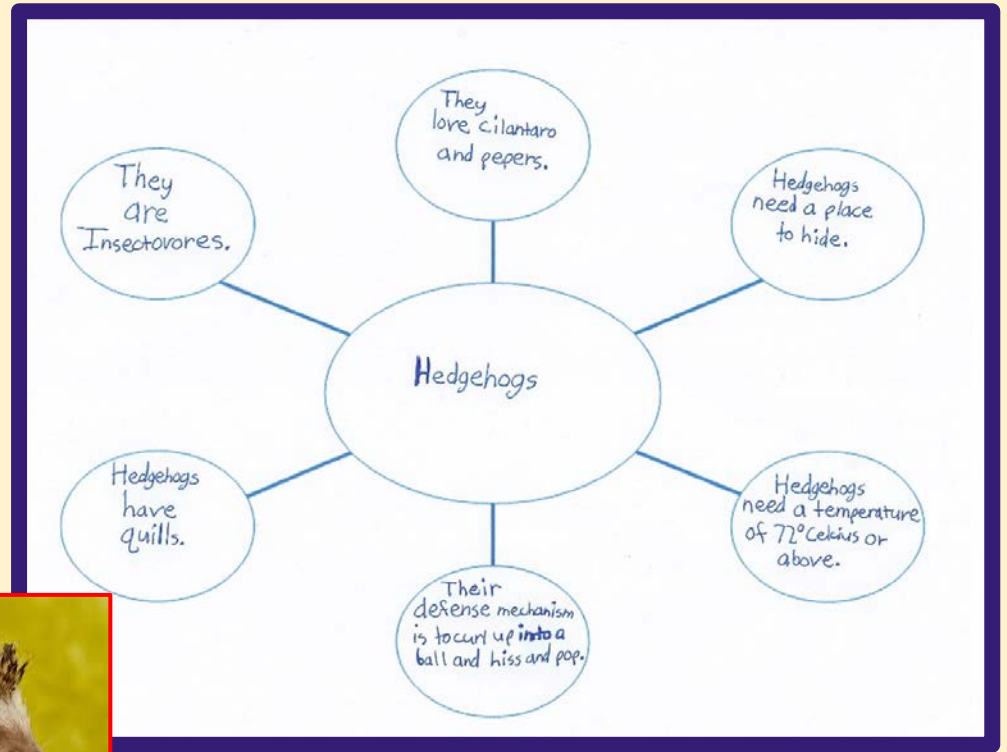 They
love cilantaro
and pepers.
They
are
Insectovores.
Hedgehogs
need a place
to hide.
Hedgehogs
Hedgehogs
have
quills.
Hedgehogs
need a temperature
of 72° Celcius or
above.
Their
defense mechanism
is to curl up into a
ball and hiss and pop.